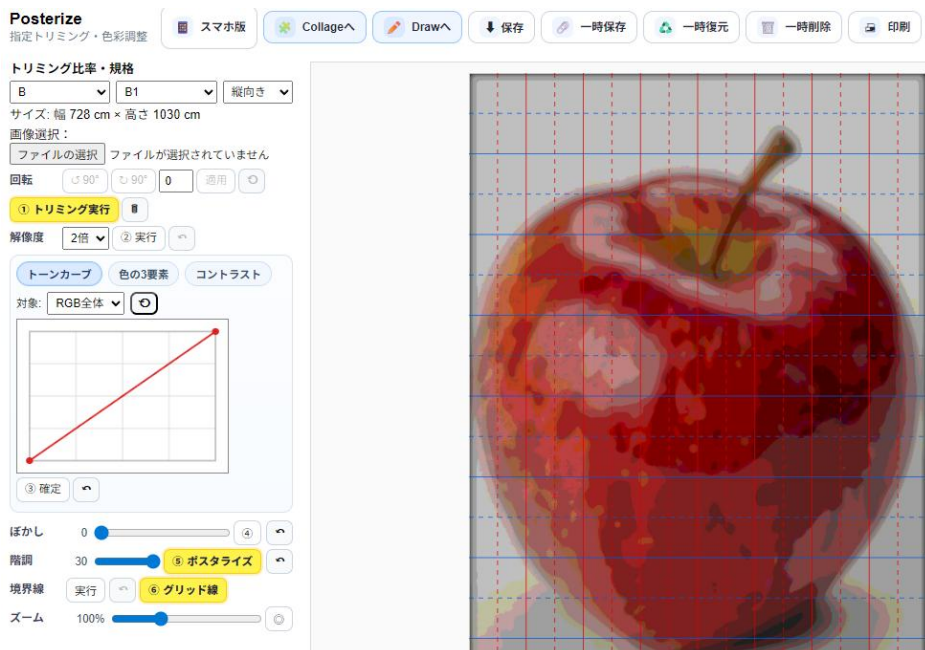 Posterize
指定トリミング・色彩調整
スマホ版
Collageへ
Drawへ
保存
一時保存
一時復元
一時削除
印刷
トリミング比率・規格
B
B1
縦向き
サイズ: 幅 728 cm × 高さ 1030 cm
画像選択：
ファイルの選択 ファイルが選択されていません
回転
↺ 90°
↻ 90°
0
適用
① トリミング実行
解像度
2倍
② 実行
トーンカーブ
色の3要素
コントラスト
対象:
RGB全体
③ 確定
ぼかし
0
④
階調
30
⑤ ポスタライズ
境界線
実行
⑥ グリッド線
ズーム
100%